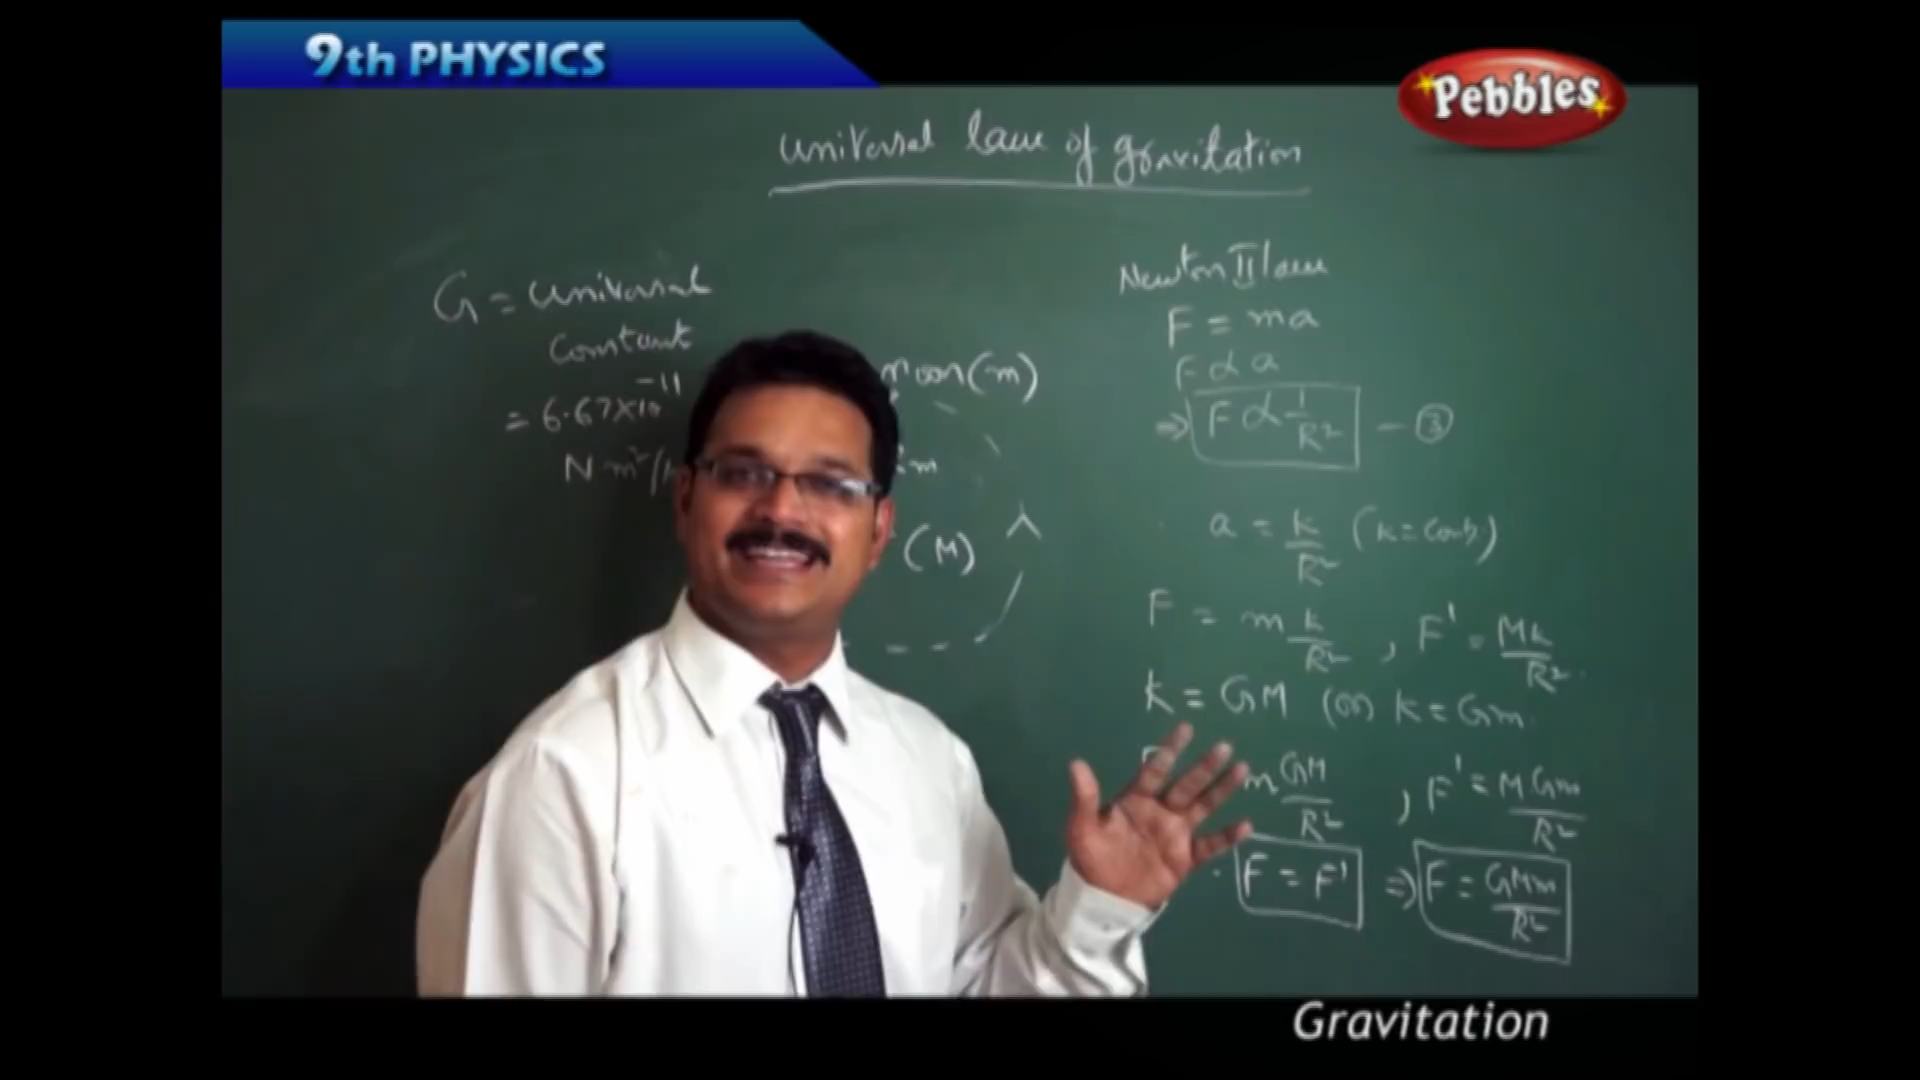 9th PHYSICS
Pebbles
universal law of gravitation
G = universal
constant
= 6.67×10⁻¹¹
N m²/
moon(m)
(M)
Newton II law
F = ma
F ∝ a
⇒ F ∝ 1/R² — ③
a = k/R² (k = const)
F = m k/R² , F' = Mk/R²
k = GM (or) k = Gm
m GM/R² , F' = M Gm/R²
F = F' ⇒ F = GMm/R²
Gravitation